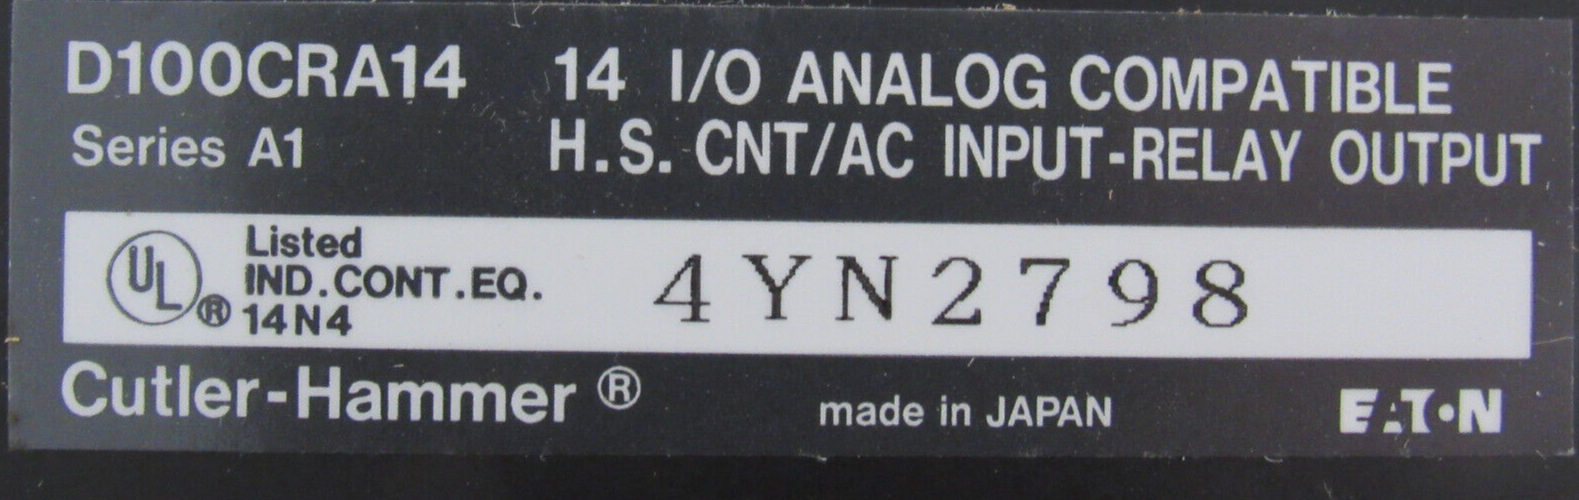 D100CRA14 14 I/O ANALOG COMPATIBLE
Series A1 H.S. CNT/AC INPUT-RELAY OUTPUT
UL ® Listed
IND.CONT.EQ.
14N4
4YN2798
Cutler-Hammer ® made in JAPAN EATON